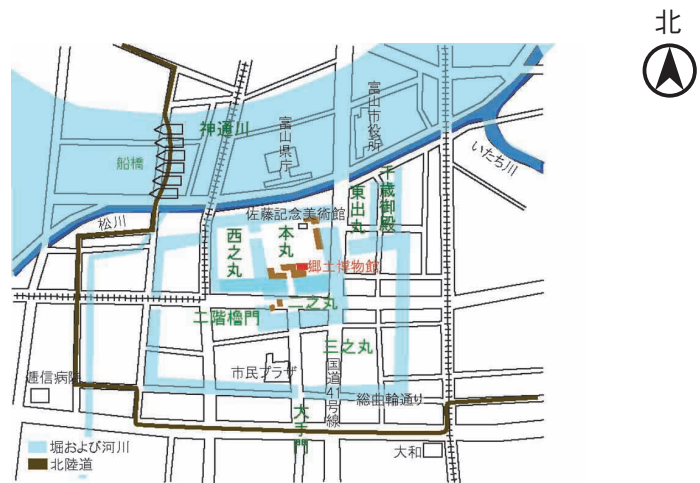 北
神通川
船橋
富山県庁
富山市役所
いたち川
松川
千歳御殿
東出丸
佐藤記念美術館
西之丸
本丸
郷土博物館
二之丸
二階櫓門
三之丸
市民プラザ
国道41号線
逓信病院
総曲輪通り
大手門
大和
堀および河川
北陸道